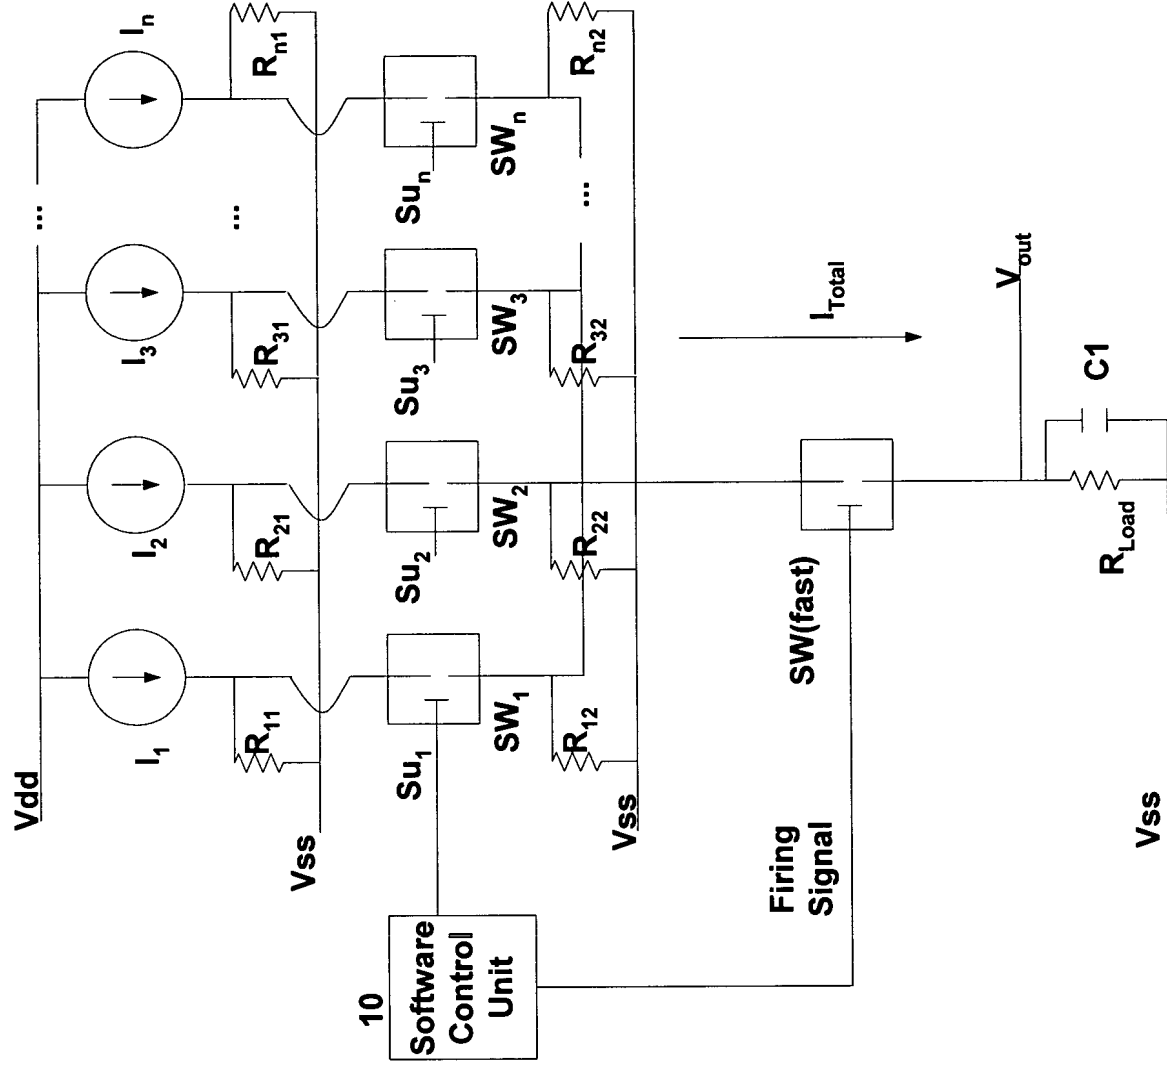 Vdd
...
I1
I2
I3
In
R11
R21
R31
...
Rn1
Vss
10
Software
Control
Unit
Su1
Su2
Su3
Sun
SW1
SW2
SW3
SWn
R12
R22
R32
...
Rn2
Vss
ITotal
Firing
Signal
SW(fast)
Vout
RLoad
C1
Vss